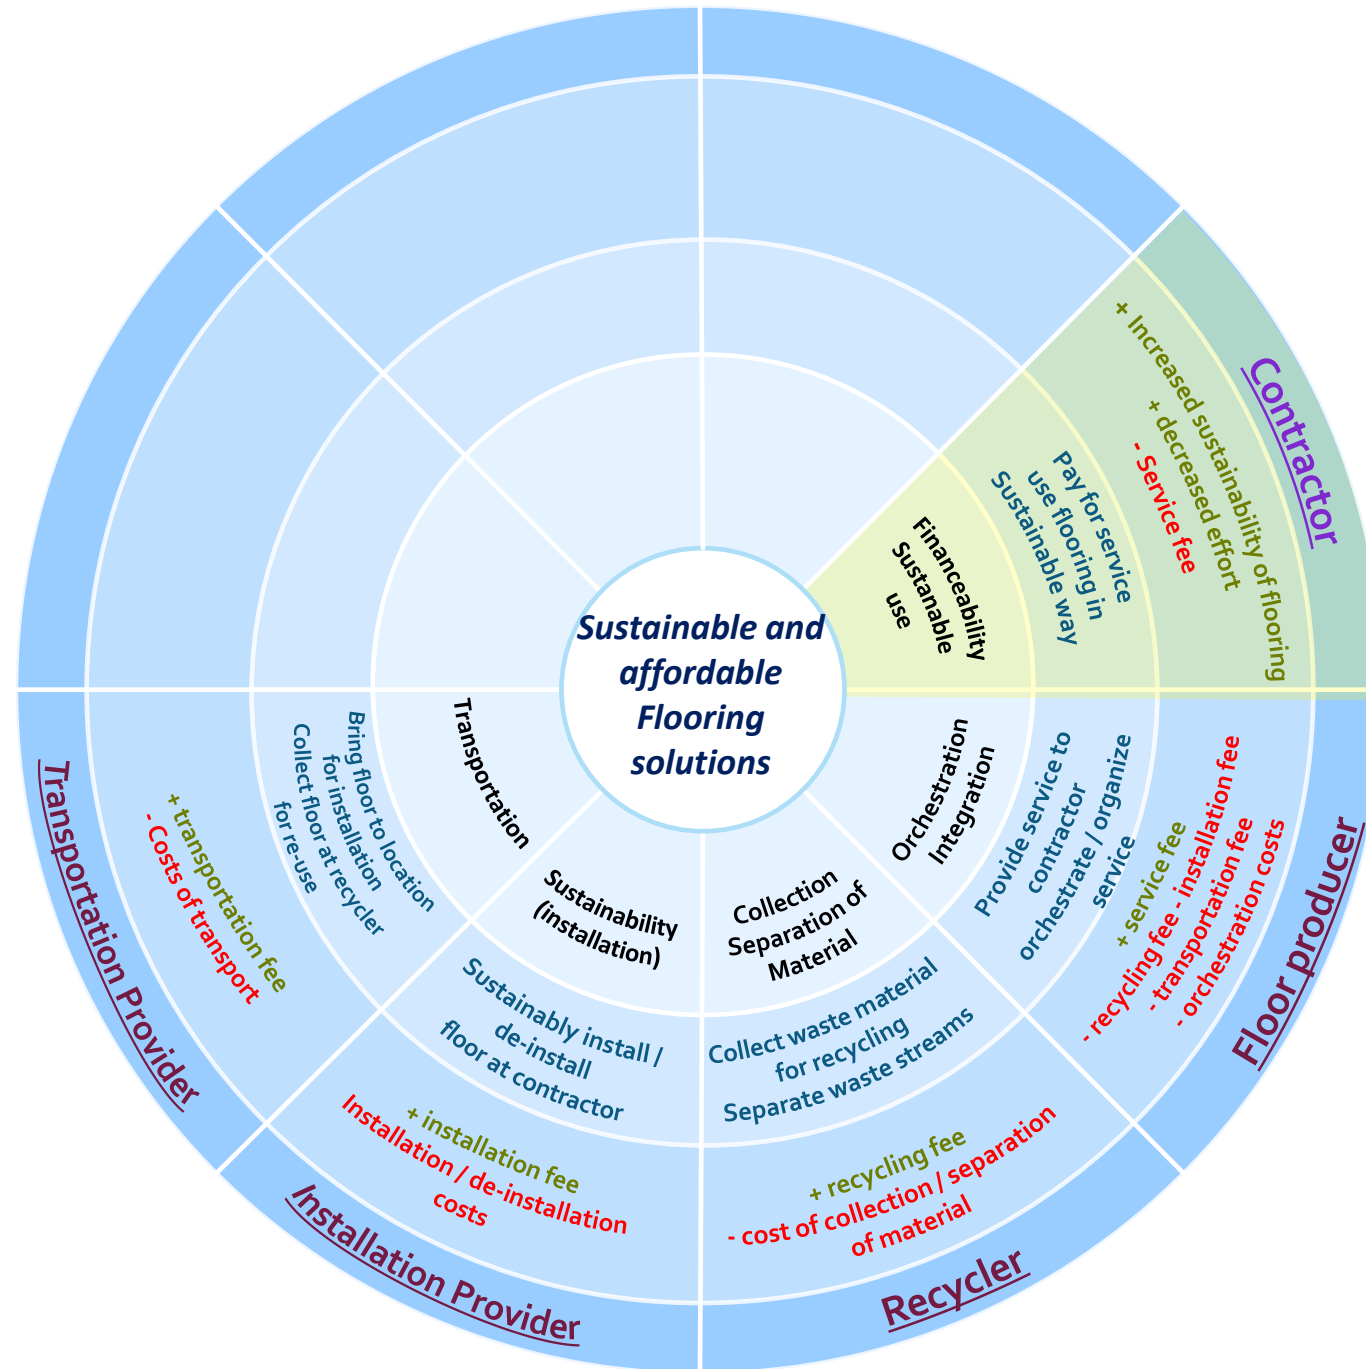 Sustainable and
affordable
Flooring
solutions
Contractor
+ Increased sustainability of flooring
+ decreased effort
- Service fee
Pay for service
use flooring in
Sustainable way
Financeability
Sustanable
use
Floor producer
+ service fee
- recycling fee - installation fee
- transportation fee
- orchestration costs
Provide service to
contractor
orchestrate / organize
service
Orchestration
Integration
Recycler
+ recycling fee
- cost of collection / separation
of material
Collect waste material
for recycling
Separate waste streams
Collection
Separation of
Material
Installation Provider
+ installation fee
Installation / de-installation
costs
Sustainably install /
de-install
floor at contractor
Sustainability
(installation)
Transportation Provider
+ transportation fee
- Costs of transport
Bring floor to location
for installation
Collect floor at recycler
for re-use
Transportation